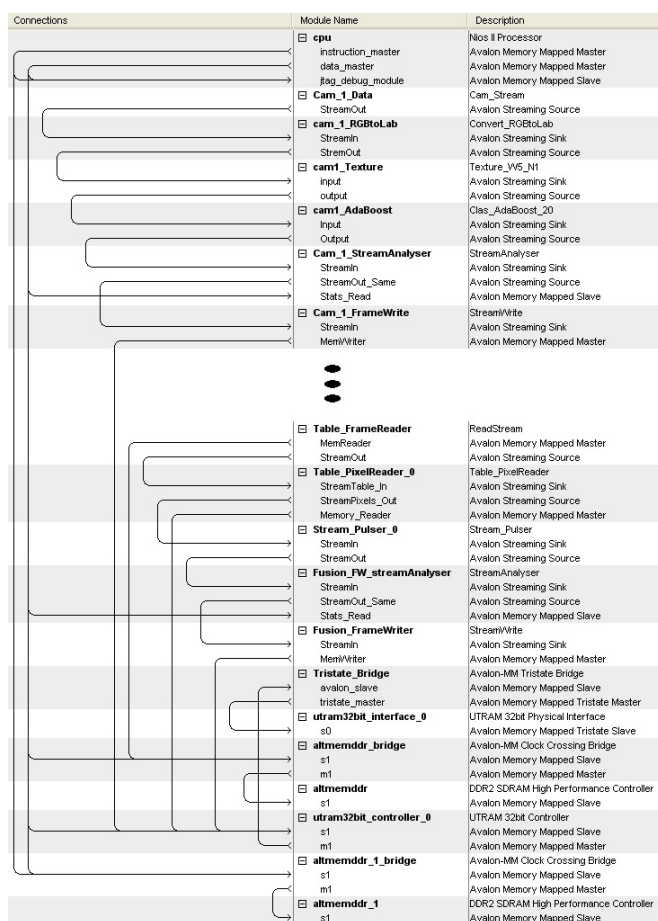 Connections Module Name Description
cpu Nios II Processor
instruction_master Avalon Memory Mapped Master
data_master Avalon Memory Mapped Master
jtag_debug_module Avalon Memory Mapped Slave
Cam_1_Data Cam_Stream
StreamOut Avalon Streaming Source
cam_1_RGBtoLab Convert_RGBtoLab
StreamIn Avalon Streaming Sink
StremOut Avalon Streaming Source
cam1_Texture Texture_W5_N1
input Avalon Streaming Sink
output Avalon Streaming Source
cam1_AdaBoost Clas_AdaBoost_20
Input Avalon Streaming Sink
Output Avalon Streaming Source
Cam_1_StreamAnalyser StreamAnalyser
StreamIn Avalon Streaming Sink
StreamOut_Same Avalon Streaming Source
Stats_Read Avalon Memory Mapped Slave
Cam_1_FrameWrite StreamWrite
StreamIn Avalon Streaming Sink
MemWriter Avalon Memory Mapped Master
Table_FrameReader ReadStream
MemReader Avalon Memory Mapped Master
StreamOut Avalon Streaming Source
Table_PixelReader_0 Table_PixelReader
StreamTable_In Avalon Streaming Sink
StreamPixels_Out Avalon Streaming Source
Memory_Reader Avalon Memory Mapped Master
Stream_Pulser_0 Stream_Pulser
StreamIn Avalon Streaming Sink
StreamOut Avalon Streaming Source
Fusion_FW_streamAnalyser StreamAnalyser
StreamIn Avalon Streaming Sink
StreamOut_Same Avalon Streaming Source
Stats_Read Avalon Memory Mapped Slave
Fusion_FrameWriter StreamWrite
StreamIn Avalon Streaming Sink
MemWriter Avalon Memory Mapped Master
Tristate_Bridge Avalon-MM Tristate Bridge
avalon_slave Avalon Memory Mapped Slave
tristate_master Avalon Memory Mapped Tristate Master
utram32bit_interface_0 UTRAM 32bit Physical Interface
s0 Avalon Memory Mapped Tristate Slave
altmemddr_bridge Avalon-MM Clock Crossing Bridge
s1 Avalon Memory Mapped Slave
m1 Avalon Memory Mapped Master
altmemddr DDR2 SDRAM High Performance Controller
s1 Avalon Memory Mapped Slave
utram32bit_controller_0 UTRAM 32bit Controller
s1 Avalon Memory Mapped Slave
m1 Avalon Memory Mapped Master
altmemddr_1_bridge Avalon-MM Clock Crossing Bridge
s1 Avalon Memory Mapped Slave
m1 Avalon Memory Mapped Master
altmemddr_1 DDR2 SDRAM High Performance Controller
s1 Avalon Memory Mapped Slave